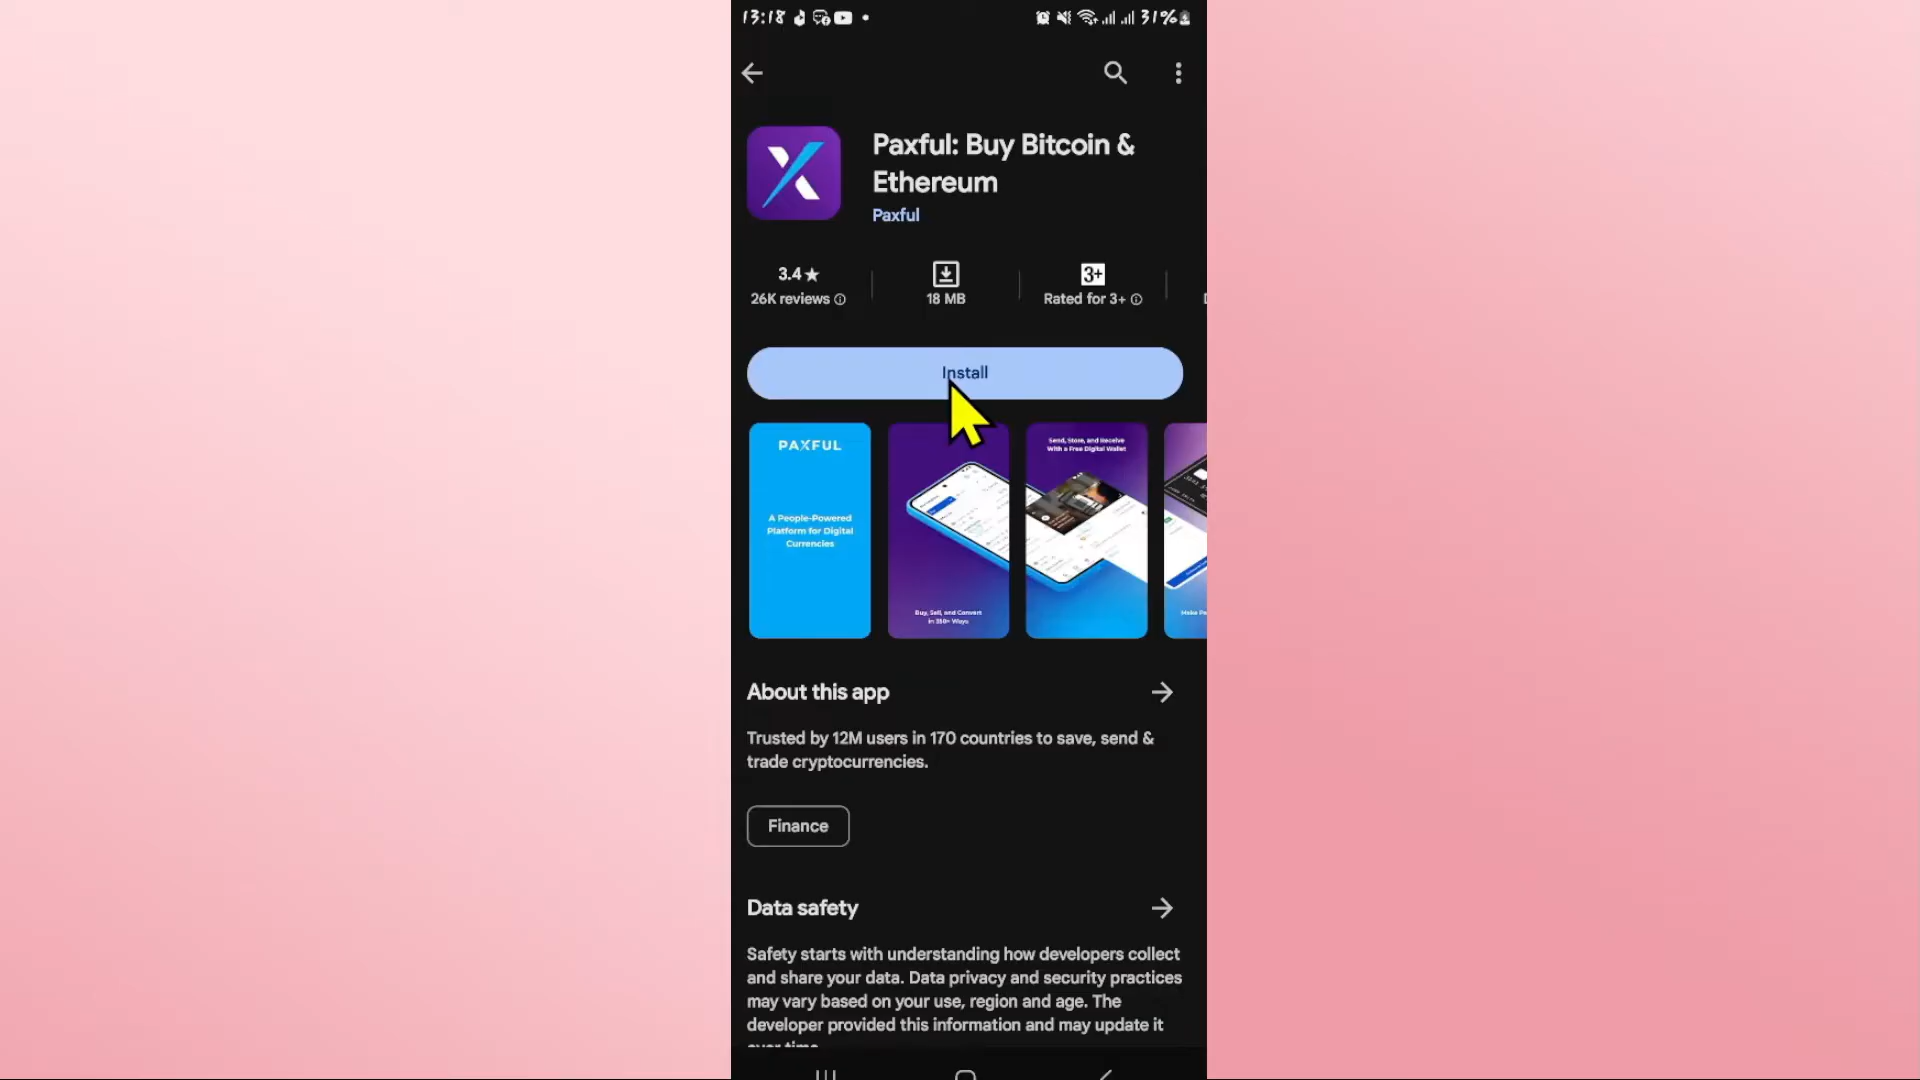 13:18
31%
Paxful: Buy Bitcoin &
Ethereum
Paxful
3.4★
26K reviews
18 MB
3+
Rated for 3+
Install
PAXFUL
A People-Powered
Platform for Digital
Currencies
Buy, Sell, and Convert
in 350+ Ways
Send, Store, and Receive
With a Free Digital Wallet
Make
About this app
Trusted by 12M users in 170 countries to save, send &
trade cryptocurrencies.
Finance
Data safety
Safety starts with understanding how developers collect
and share your data. Data privacy and security practices
may vary based on your use, region and age. The
developer provided this information and may update it
over time.